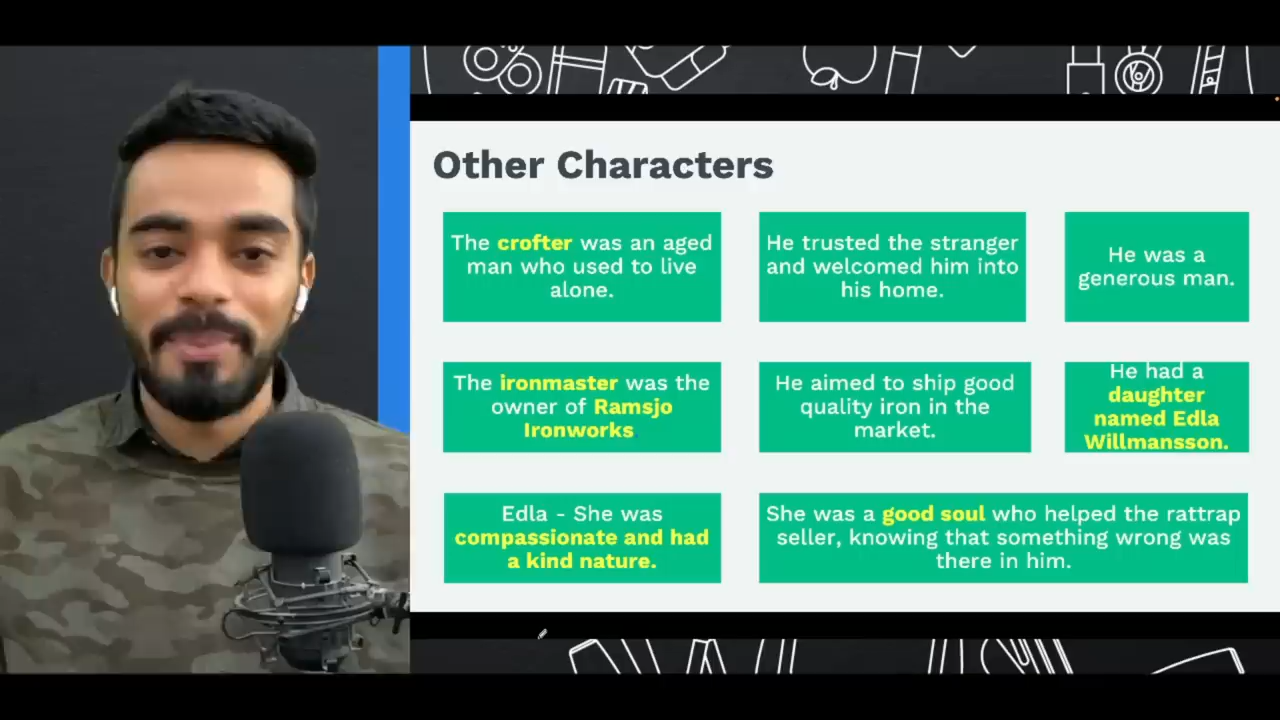 Other Characters
The crofter was an aged
man who used to live
alone.
He trusted the stranger
and welcomed him into
his home.
He was a
generous man.
The ironmaster was the
owner of Ramsjo
Ironworks
He aimed to ship good
quality iron in the
market.
He had a
daughter
named Edla
Willmansson.
Edla - She was
compassionate and had
a kind nature.
She was a good soul who helped the rattrap
seller, knowing that something wrong was
there in him.